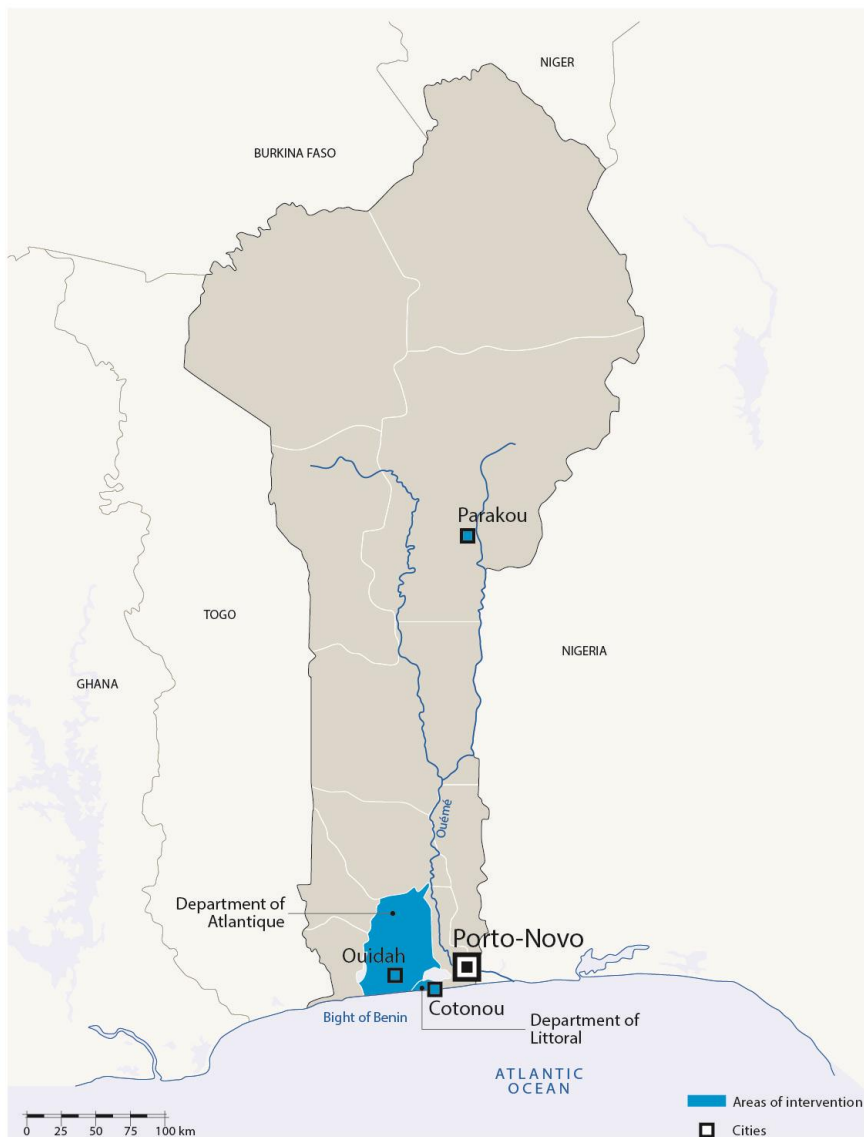 NIGER
BURKINA FASO
Parakou
TOGO
NIGERIA
GHANA
Ouémé
Department of
Atlantique
Porto-Novo
Ouidah
Cotonou
Bight of Benin
Department of
Littoral
ATLANTIC
OCEAN
Areas of intervention
0 25 50 75 100 km
Cities